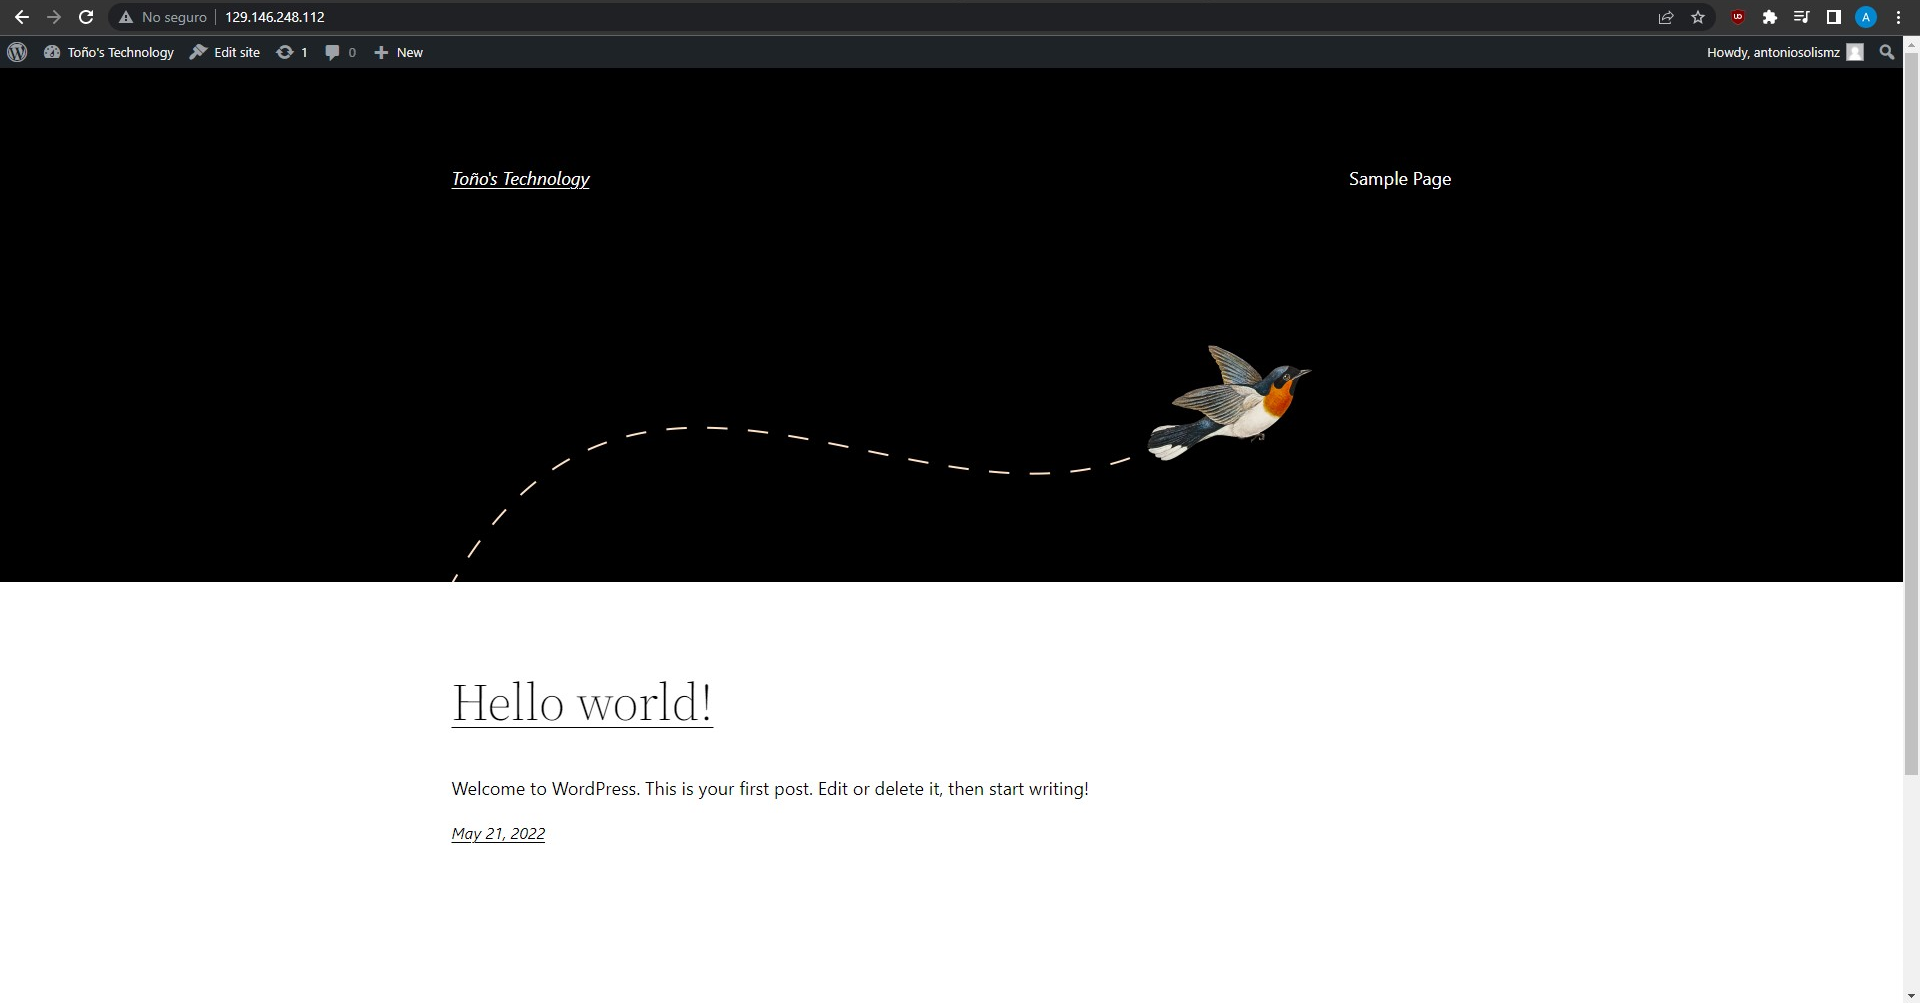 No seguro 129.146.248.112
A
Toño's Technology Edit site 1 0 New Howdy, antoniosolismz
Toño's Technology Sample Page
Hello world!
Welcome to WordPress. This is your first post. Edit or delete it, then start writing!
May 21, 2022